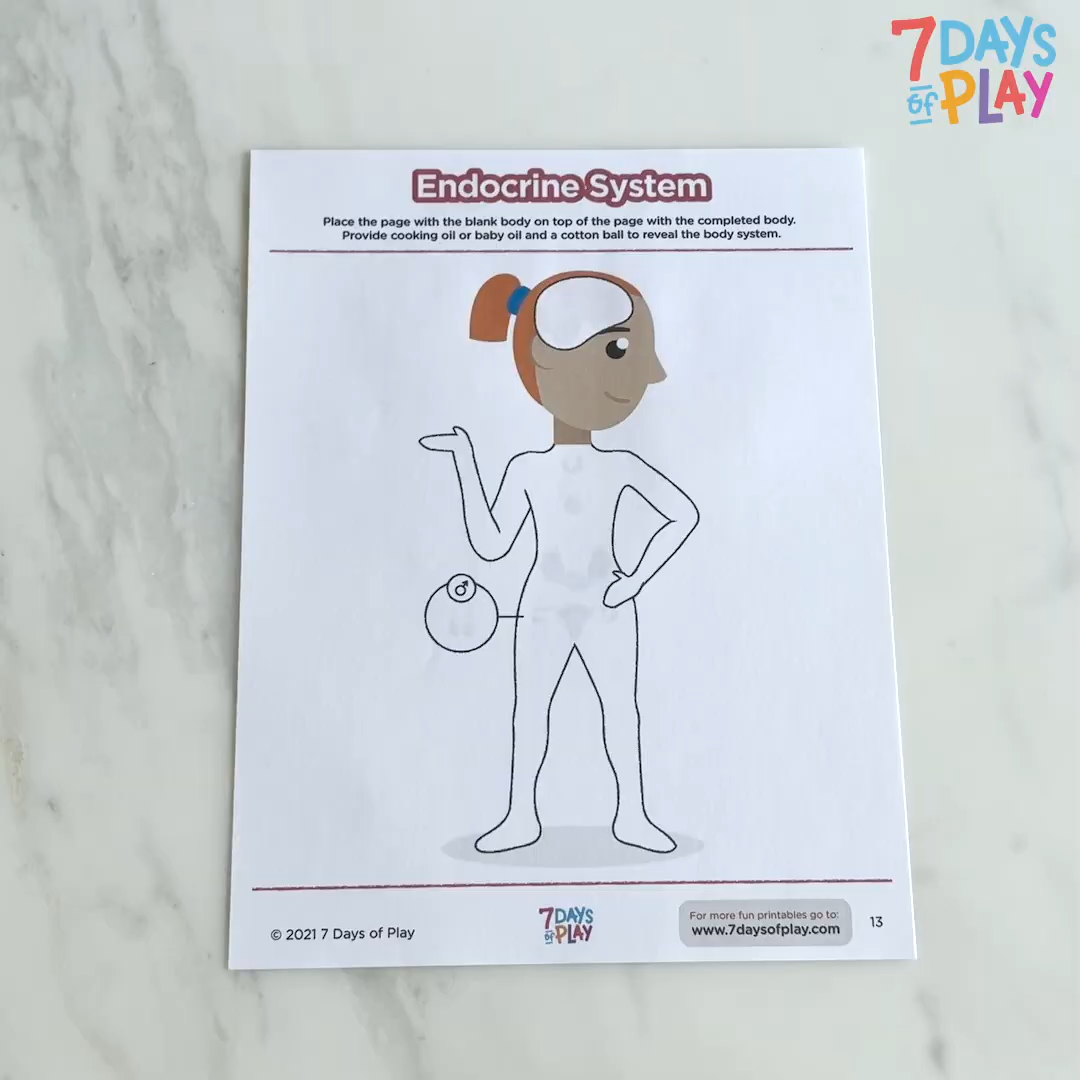 7 DAYS
of PLAY
Endocrine System
Place the page with the blank body on top of the page with the completed body.
Provide cooking oil or baby oil and a cotton ball to reveal the body system.
♂
© 2021 7 Days of Play
7 DAYS
of PLAY
For more fun printables go to:
www.7daysofplay.com
13